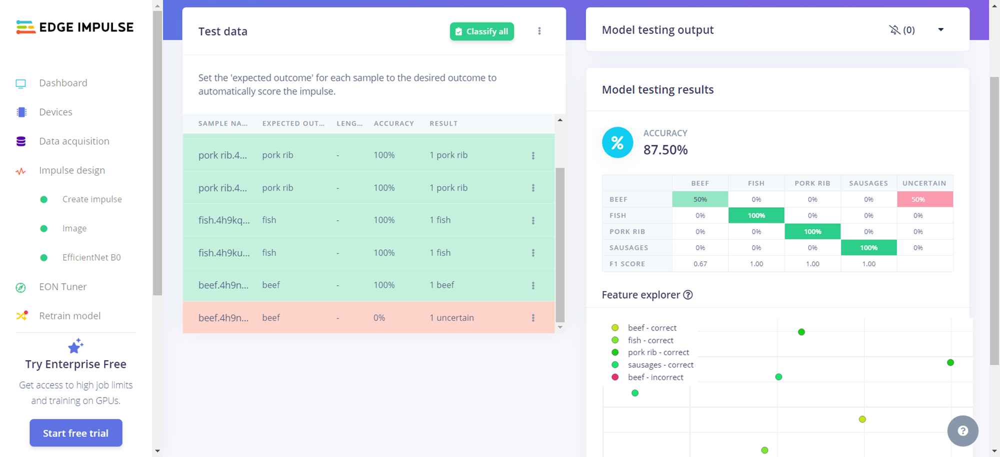 EDGE IMPULSE
Dashboard
Devices
Data acquisition
Impulse design
Create impulse
Image
EfficientNet B0
EON Tuner
Retrain model
Try Enterprise Free
Get access to high job limits
and training on GPUs.
Start free trial
Test data
Classify all
Set the 'expected outcome' for each sample to the desired outcome to
automatically score the impulse.
SAMPLE NA... EXPECTED OUT... LENG... ACCURACY RESULT
pork rib.4... pork rib - 100% 1 pork rib
pork rib.4... pork rib - 100% 1 pork rib
fish.4h9kq... fish - 100% 1 fish
fish.4h9ku... fish - 100% 1 fish
beef.4h9n... beef - 100% 1 beef
beef.4h9n... beef - 0% 1 uncertain
Model testing output
(0)
Model testing results
%
ACCURACY
87.50%
BEEF FISH PORK RIB SAUSAGES UNCERTAIN
BEEF 50% 0% 0% 0% 50%
FISH 0% 100% 0% 0% 0%
PORK RIB 0% 0% 100% 0% 0%
SAUSAGES 0% 0% 0% 100% 0%
F1 SCORE 0.67 1.00 1.00 1.00
Feature explorer ?
beef - correct
fish - correct
pork rib - correct
sausages - correct
beef - incorrect
?